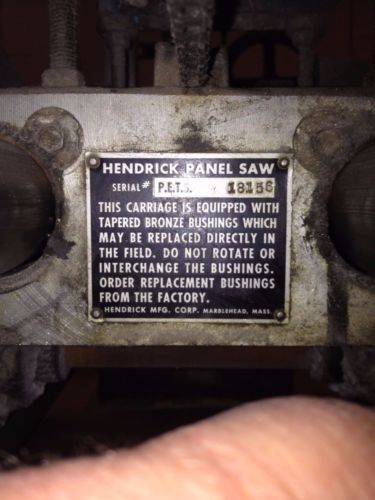 HENDRICK PANEL SAW
SERIAL # P.E.T.S. 18156
THIS CARRIAGE IS EQUIPPED WITH
TAPERED BRONZE BUSHINGS WHICH
MAY BE REPLACED DIRECTLY IN
THE FIELD. DO NOT ROTATE OR
INTERCHANGE THE BUSHINGS.
ORDER REPLACEMENT BUSHINGS
FROM THE FACTORY.
HENDRICK MFG. CORP. MARBLEHEAD, MASS.